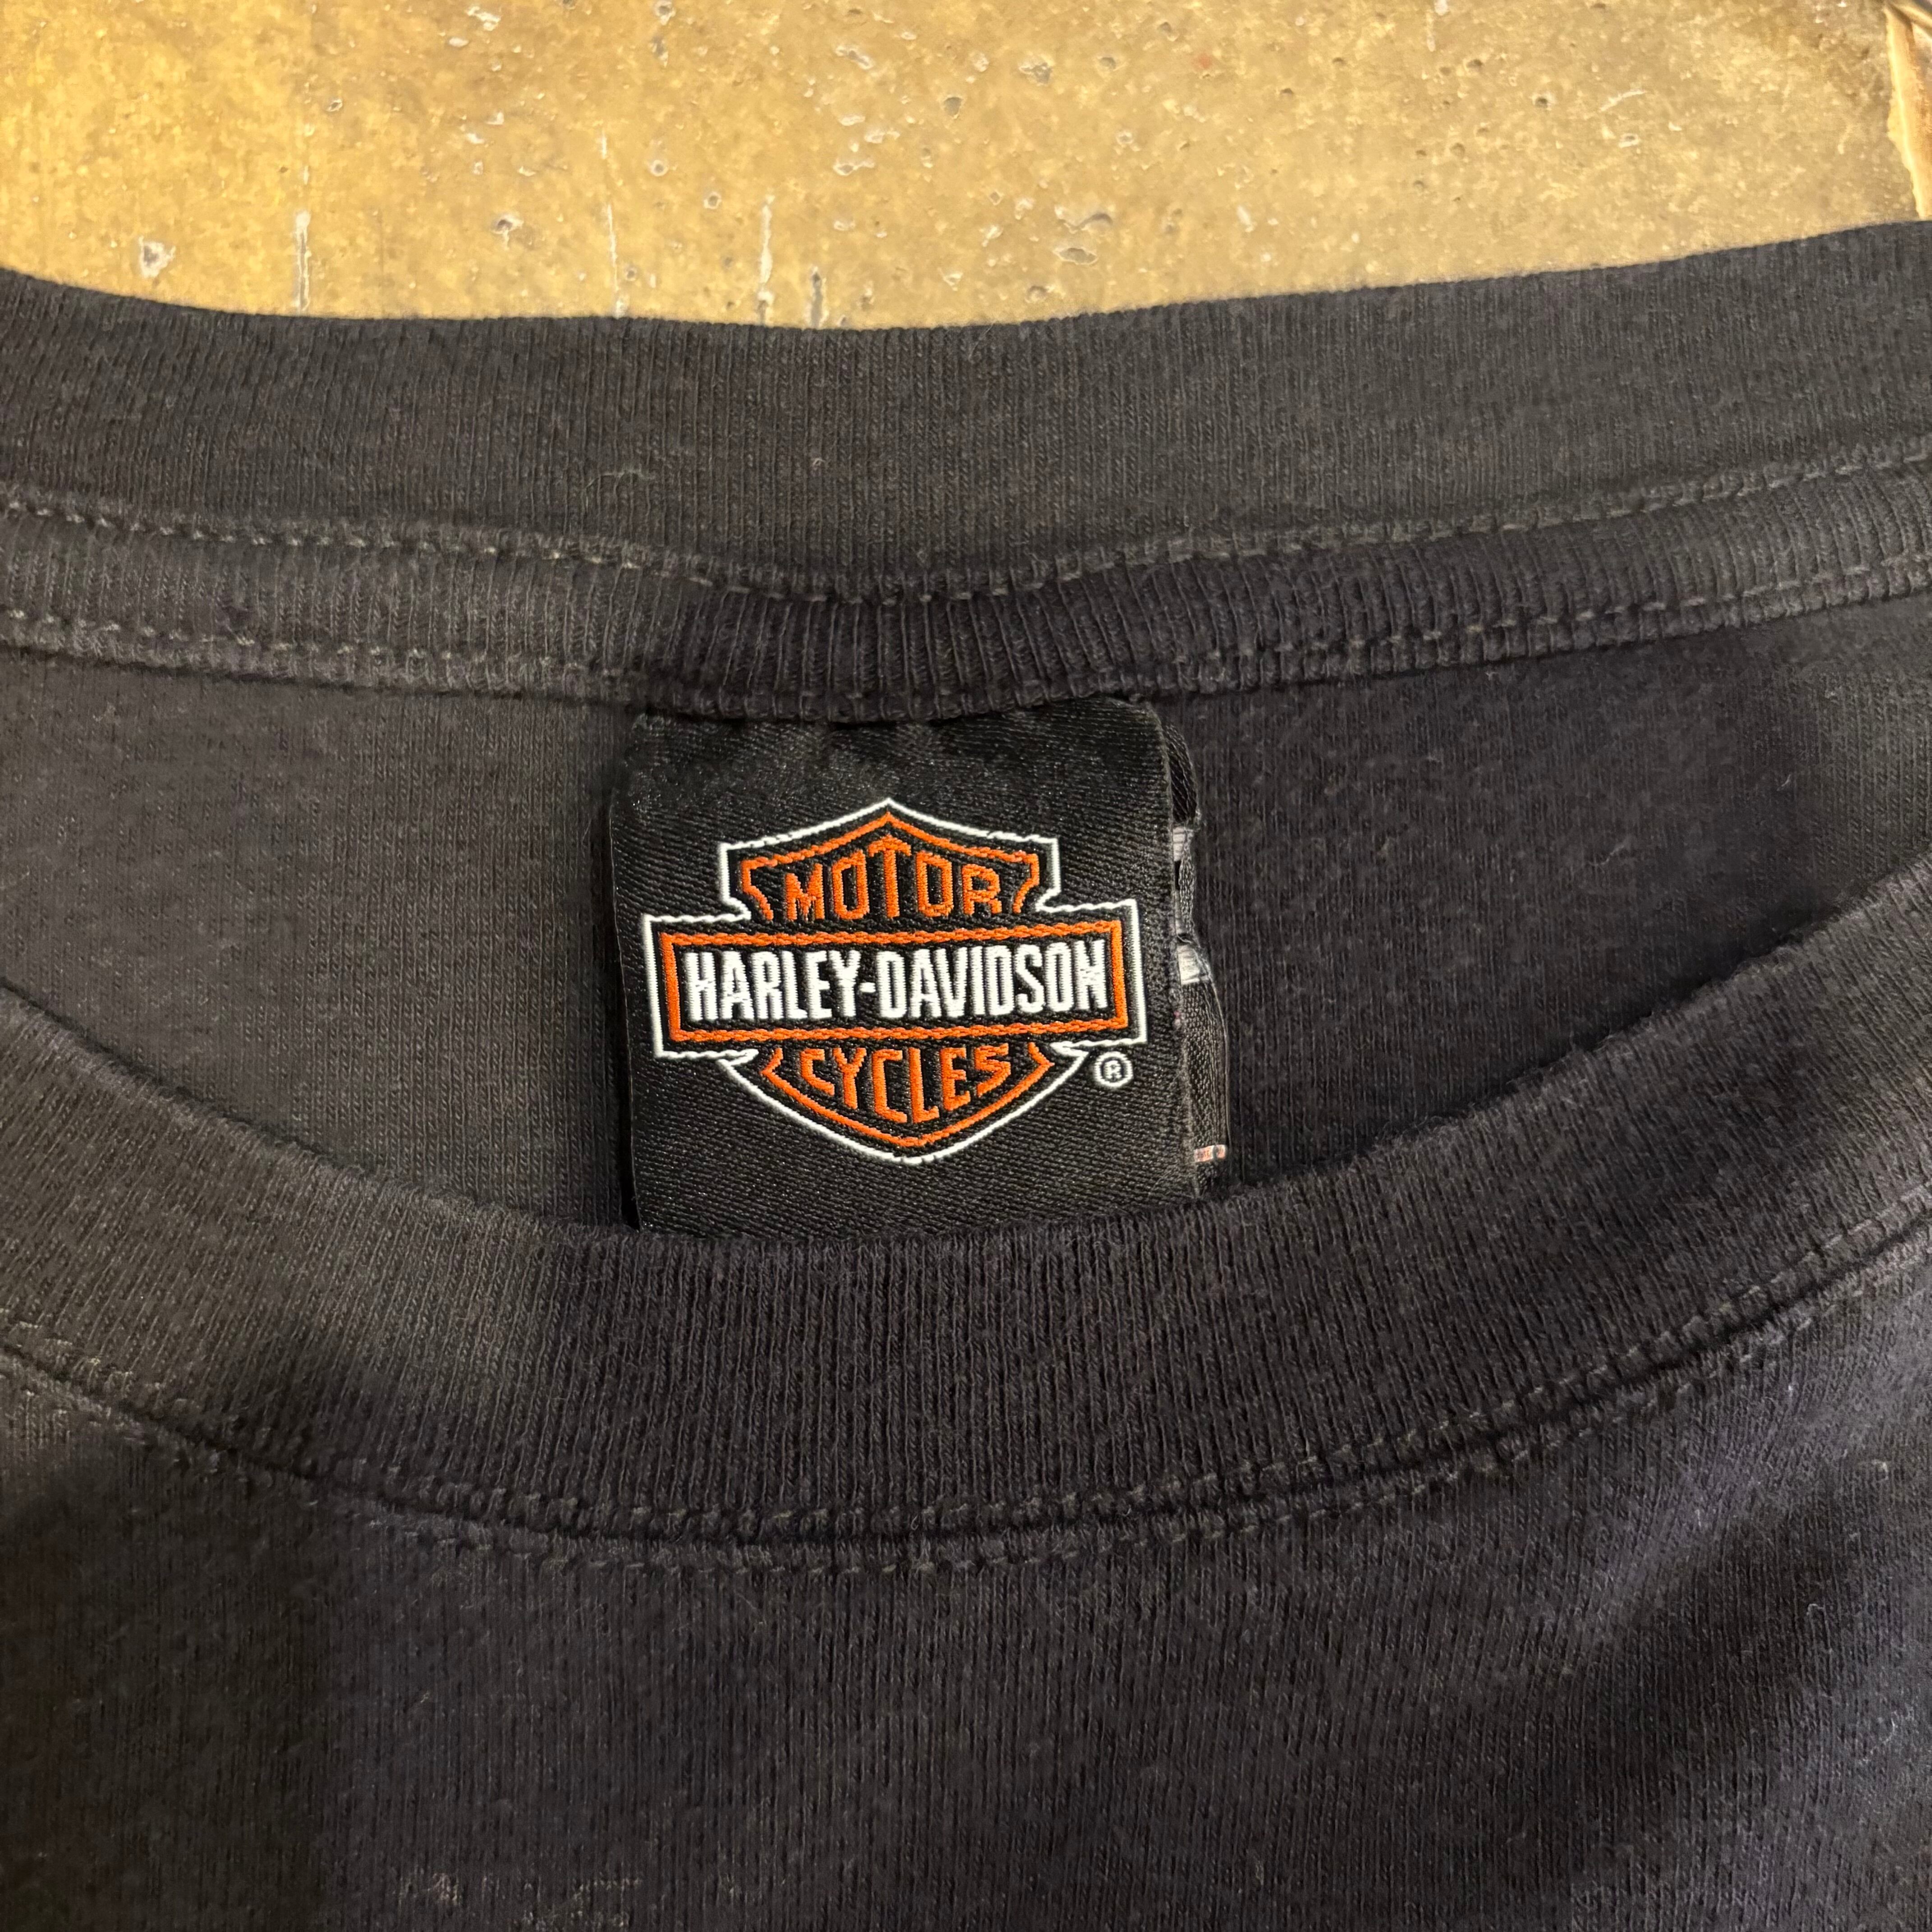 MOTOR
HARLEY-DAVIDSON
CYCLES ®